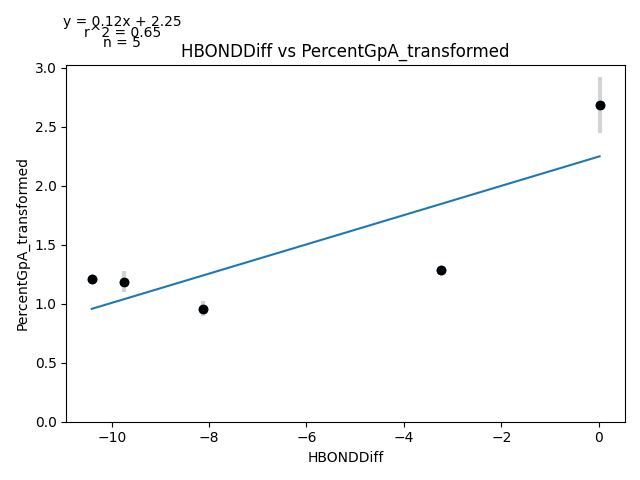 y = 0.12x + 2.25
r^2 = 0.65
n = 5
HBONDDiff vs PercentGpA_transformed
3.0
2.5
2.0
1.5
1.0
0.5
0.0
PercentGpA_transformed
−10 −8 −6 −4 −2 0
HBONDDiff